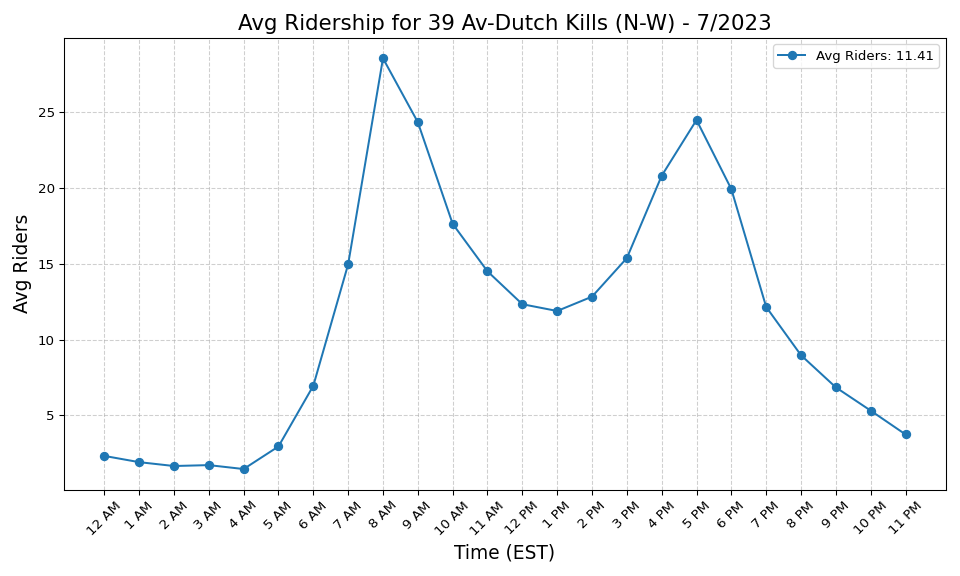 Avg Ridership for 39 Av-Dutch Kills (N-W) - 7/2023
Avg Riders: 11.41
Avg Riders
25
20
15
10
5
12 AM
1 AM
2 AM
3 AM
4 AM
5 AM
6 AM
7 AM
8 AM
9 AM
10 AM
11 AM
12 PM
1 PM
2 PM
3 PM
4 PM
5 PM
6 PM
7 PM
8 PM
9 PM
10 PM
11 PM
Time (EST)